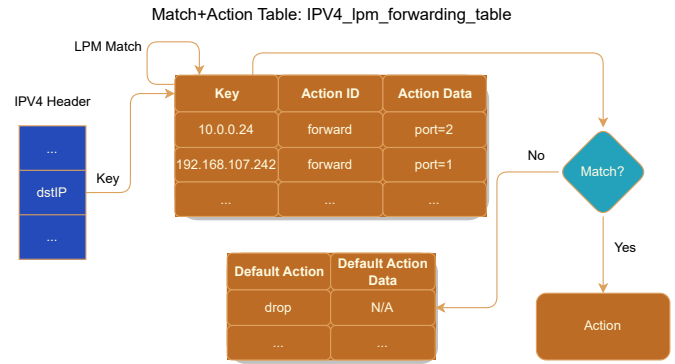 Match+Action Table: IPV4_lpm_forwarding_table
LPM Match
IPV4 Header
...
dstIP
...
Key
Key Action ID Action Data
10.0.0.24 forward port=2
192.168.107.242 forward port=1
... ... ...
No
Match?
Yes
Action
Default Action Default Action
Data
drop N/A
... ...